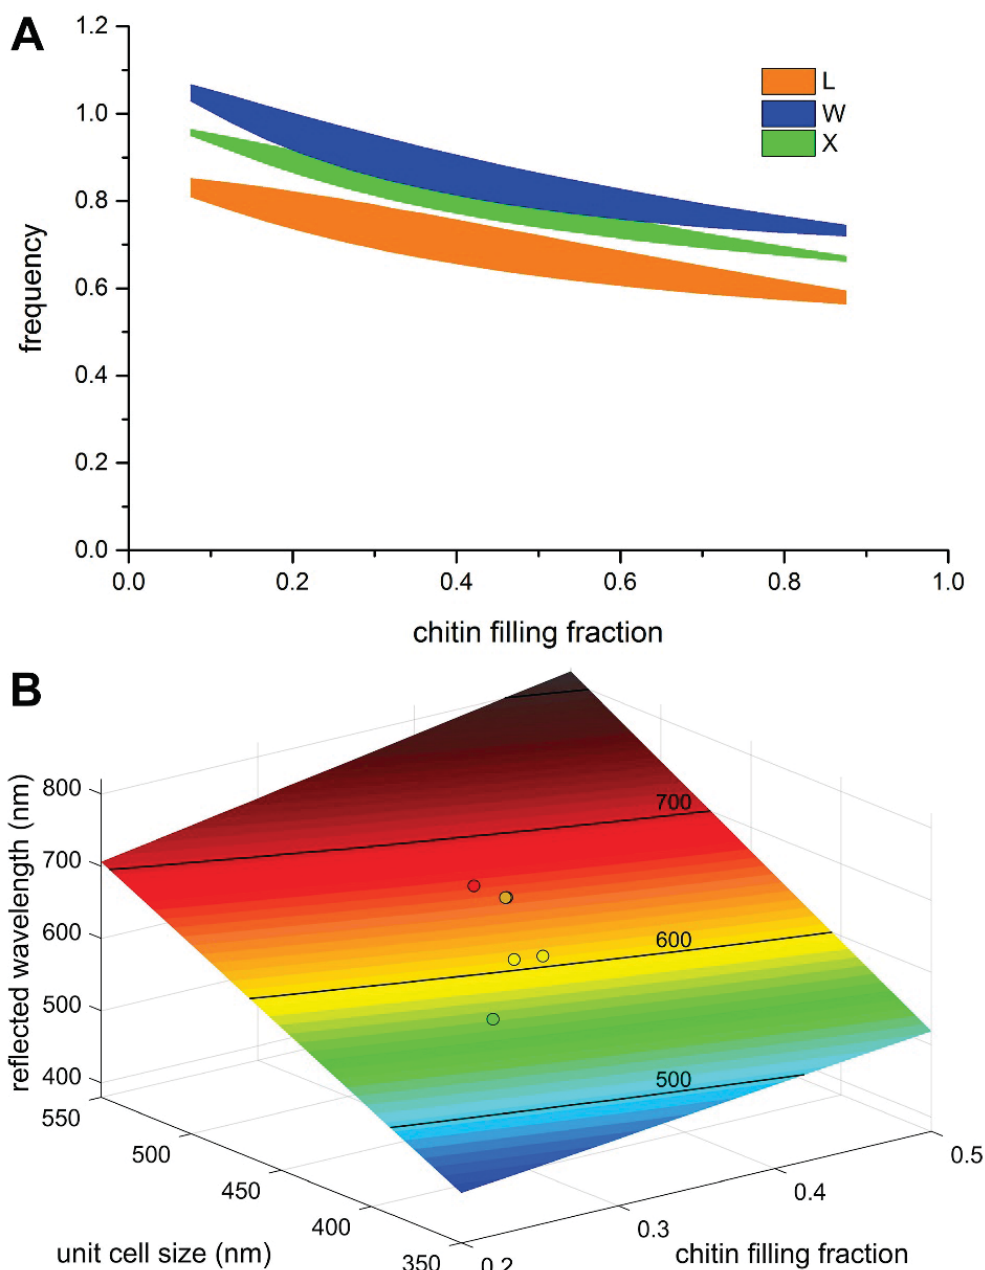 A
1.2
1.0
0.8
0.6
0.4
0.2
0.0
frequency
L
W
X
0.0 0.2 0.4 0.6 0.8 1.0
chitin filling fraction
B
800
700
600
500
400
reflected wavelength (nm)
700
600
500
550
500
450
400
350
unit cell size (nm)
0.2
0.3
0.4
0.5
chitin filling fraction